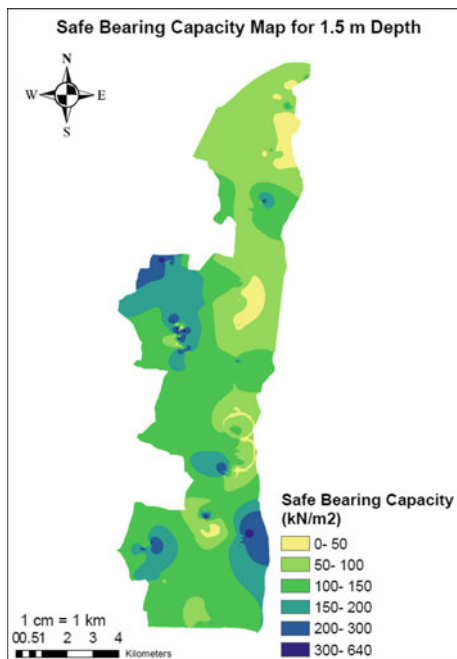 Safe Bearing Capacity Map for 1.5 m Depth
N
W E
S
Safe Bearing Capacity
(kN/m2)
0- 50
50- 100
100- 150
150- 200
200- 300
300- 640
1 cm = 1 km
00.51 2 3 4
Kilometers